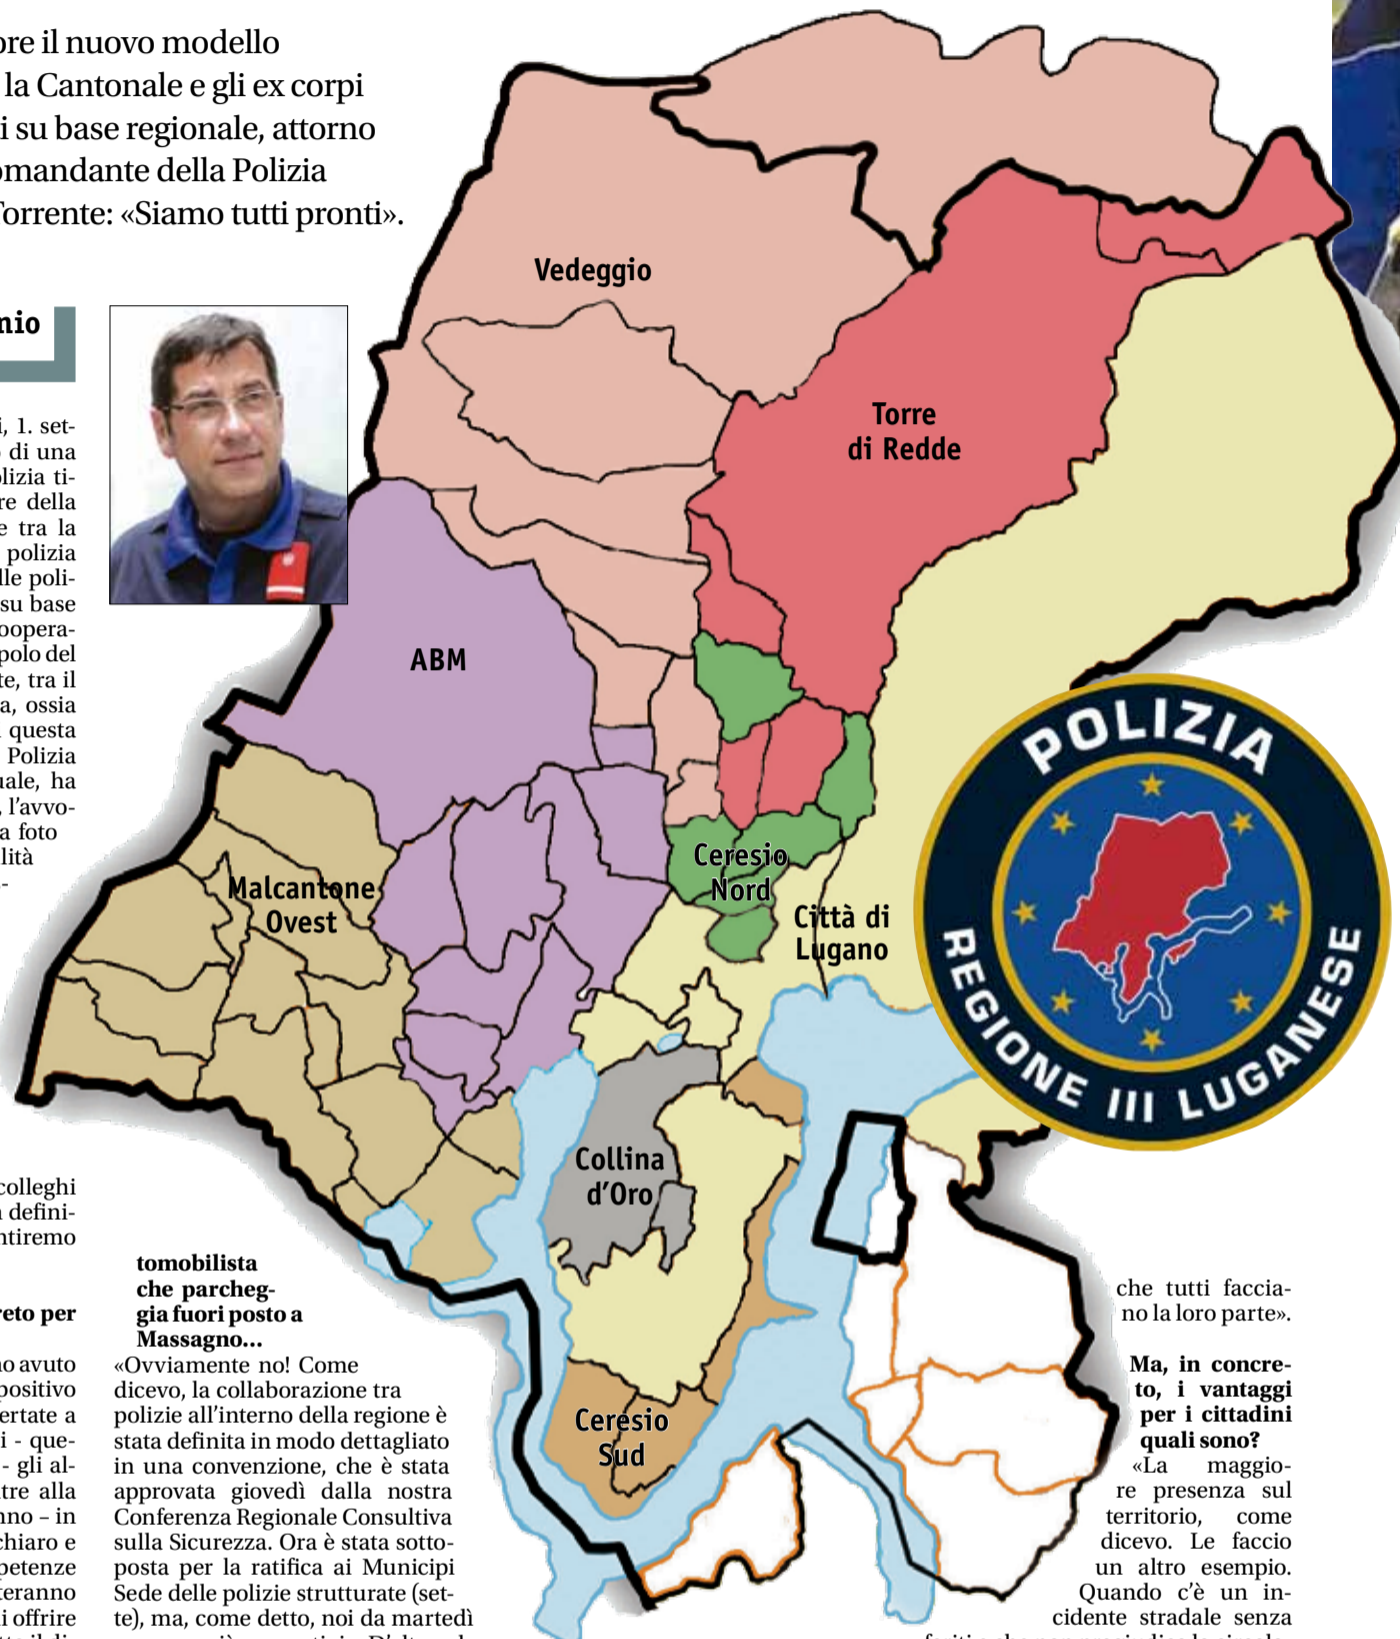 ore il nuovo modello
la Cantonale e gli ex corpi
i su base regionale, attorno
omandante della Polizia
Torrente: «Siamo tutti pronti».
nio
i, 1. set-
di una
olizia ti-
re della
e tra la
polizia
lle poli-
su base
oopera-
polo del
te, tra il
a, ossia
questa
Polizia
uale, ha
, l'avvo-
a foto
lità
-
colleghi
a defini-
ntiremo
reto per
no avuto
positivo
ertate a
i - que-
- gli al-
tre alla
nno – in
chiaro e
petenze
teranno
i offrire
tomobilista
che parcheg-
gia fuori posto a
Massagno...
«Ovviamente no! Come
dicevo, la collaborazione tra
polizie all'interno della regione è
stata definita in modo dettagliato
in una convenzione, che è stata
approvata giovedì dalla nostra
Conferenza Regionale Consultiva
sulla Sicurezza. Ora è stata sotto-
posta per la ratifica ai Municipi
Sede delle polizie strutturate (set-
te), ma, come detto, noi da martedì
Vedeggio
Torre
di Redde
ABM
Malcantone
Ovest
Ceresio
Nord
Città di
Lugano
Collina
d'Oro
Ceresio
Sud
POLIZIA
REGIONE III LUGANESE
che tutti faccia-
no la loro parte».
Ma, in concre-
to, i vantaggi
per i cittadini
quali sono?
«La maggio-
re presenza sul
territorio, come
dicevo. Le faccio
un altro esempio.
Quando c'è un in-
cidente stradale senza